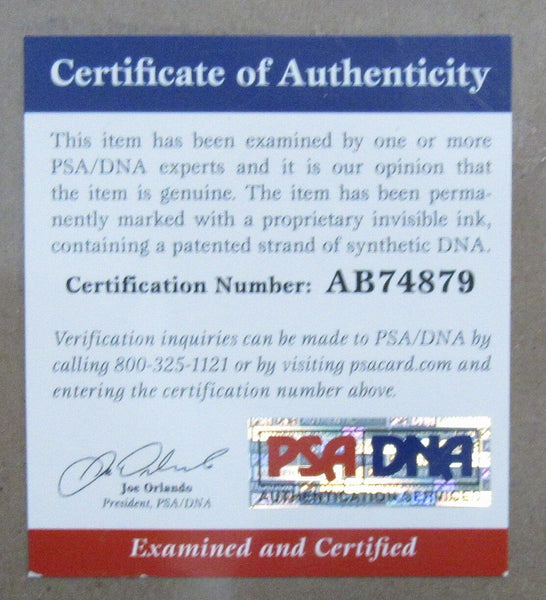 Certificate of Authenticity
This item has been examined by one or more
PSA/DNA experts and it is our opinion that
the item is genuine. The item has been perma-
nently marked with a proprietary invisible ink,
containing a patented strand of synthetic DNA.
Certification Number: AB74879
Verification inquiries can be made to PSA/DNA by
calling 800-325-1121 or by visiting psacard.com and
entering the certification number above.
PSA DNA
AUTHENTICATION SERVICES
Joe Orlando
Joe Orlando
President, PSA/DNA
Examined and Certified